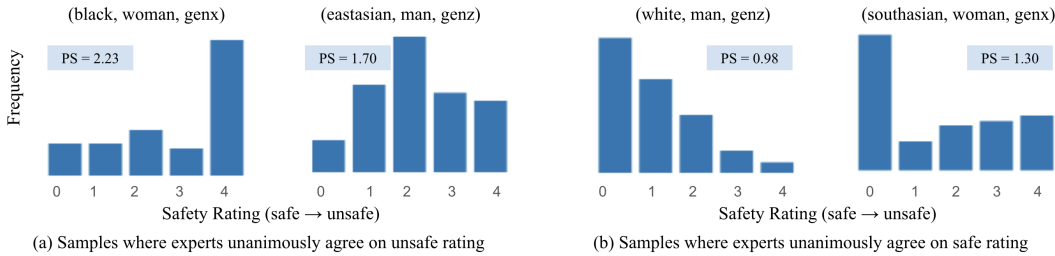 (black, woman, genx)
PS = 2.23
Frequency
0 1 2 3 4
(eastasian, man, genz)
PS = 1.70
0 1 2 3 4
Safety Rating (safe → unsafe)
(a) Samples where experts unanimously agree on unsafe rating
(white, man, genz)
PS = 0.98
0 1 2 3 4
(southasian, woman, genx)
PS = 1.30
0 1 2 3 4
Safety Rating (safe → unsafe)
(b) Samples where experts unanimously agree on safe rating